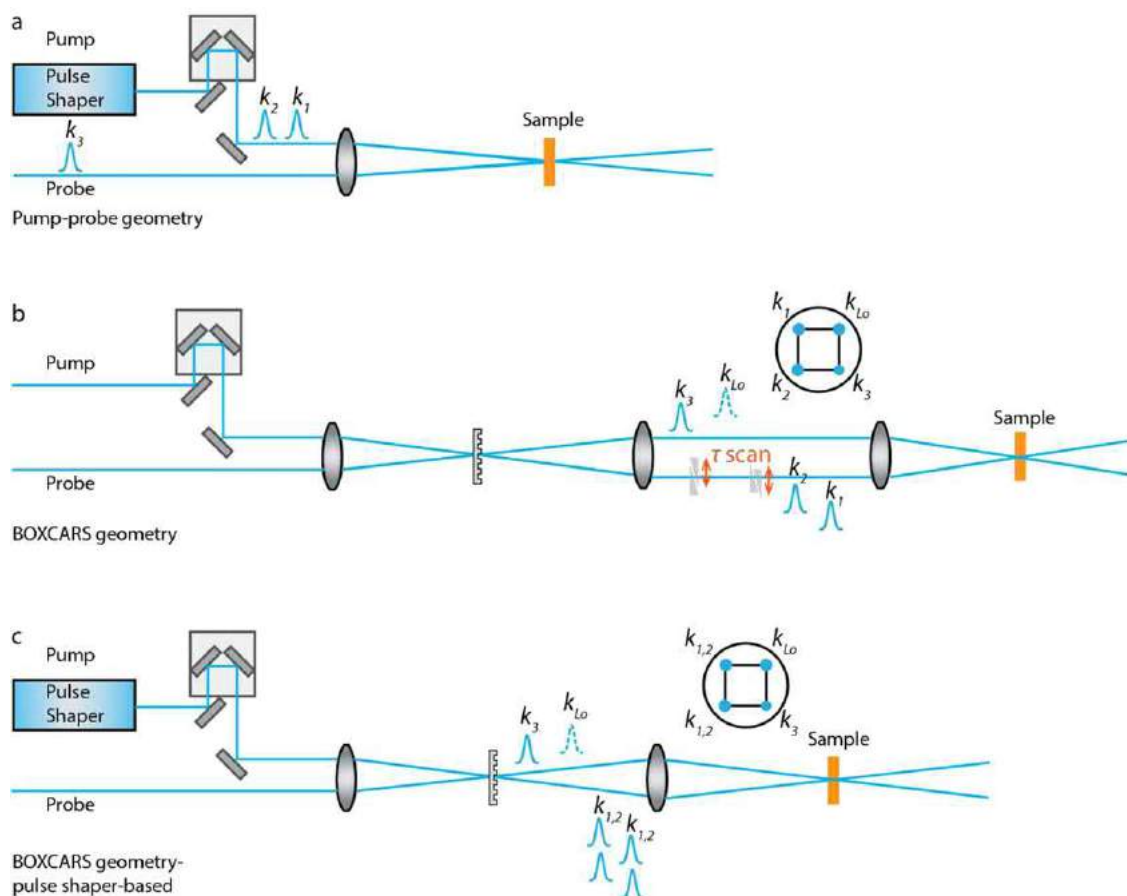 a
Pump
Pulse
Shaper
k2 k1
k3
Probe
Sample
Pump-probe geometry
b
Pump
k1 kLo
k2 k3
k3 kLo
Sample
τ scan
k2
k1
Probe
BOXCARS geometry
c
Pump
Pulse
Shaper
k1,2 kLo
k1,2 k3
k3 kLo
Sample
Probe
k1,2 k1,2
BOXCARS geometry-
pulse shaper-based